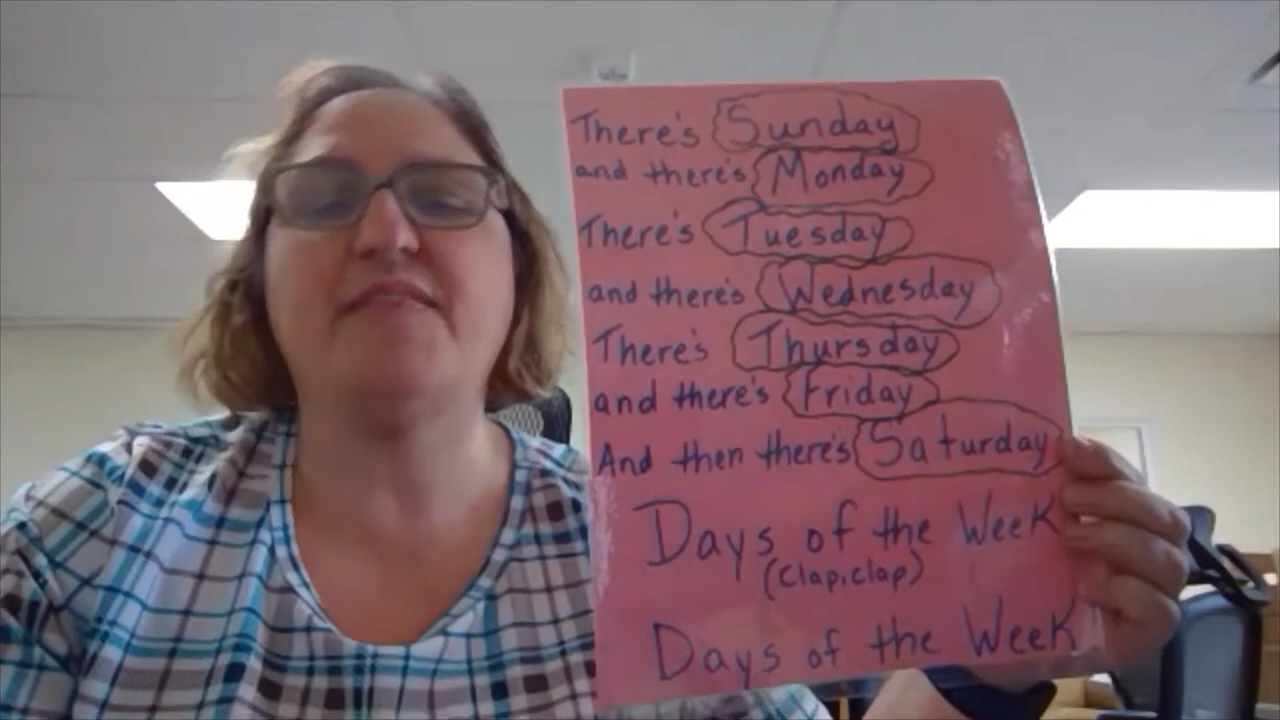 There's Sunday
and there's Monday
There's Tuesday
and there's Wednesday
There's Thursday
and there's Friday
And then there's Saturday
Days of the Week
(clap, clap)
Days of the Week